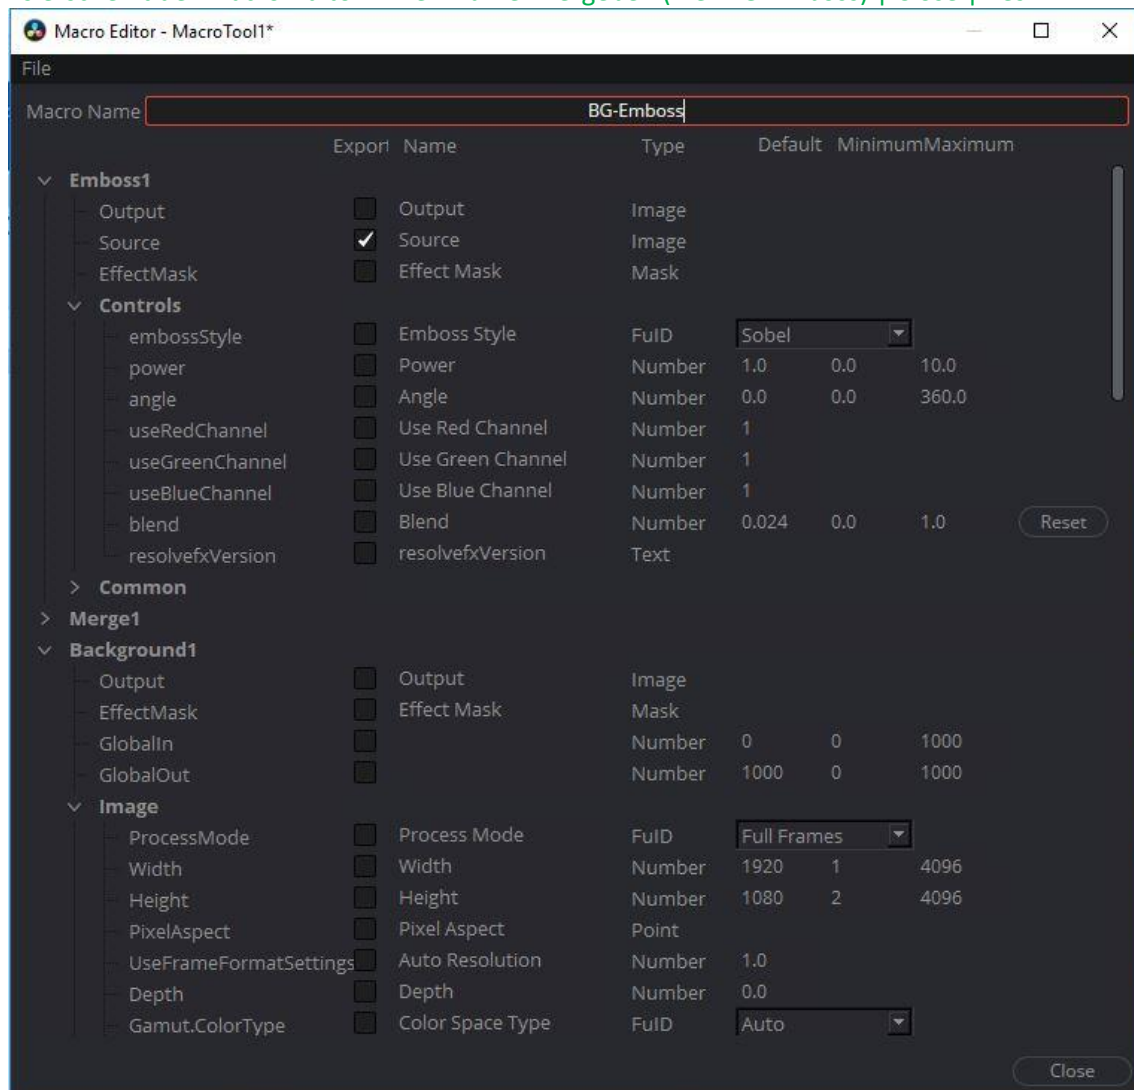 Macro Editor - MacroTool1*
File
Macro Name BG-Emboss
Export Name Type Default Minimum Maximum
Emboss1
Output Output Image
Source Source Image
EffectMask Effect Mask Mask
Controls
embossStyle Emboss Style FuID Sobel
power Power Number 1.0 0.0 10.0
angle Angle Number 0.0 0.0 360.0
useRedChannel Use Red Channel Number 1
useGreenChannel Use Green Channel Number 1
useBlueChannel Use Blue Channel Number 1
blend Blend Number 0.024 0.0 1.0 Reset
resolvefxVersion resolvefxVersion Text
Common
Merge1
Background1
Output Output Image
EffectMask Effect Mask Mask
GlobalIn Number 0 0 1000
GlobalOut Number 1000 0 1000
Image
ProcessMode Process Mode FuID Full Frames
Width Width Number 1920 1 4096
Height Height Number 1080 2 4096
PixelAspect Pixel Aspect Point
UseFrameFormatSettings Auto Resolution Number 1.0
Depth Depth Number 0.0
Gamut.ColorType Color Space Type FuID Auto
Close